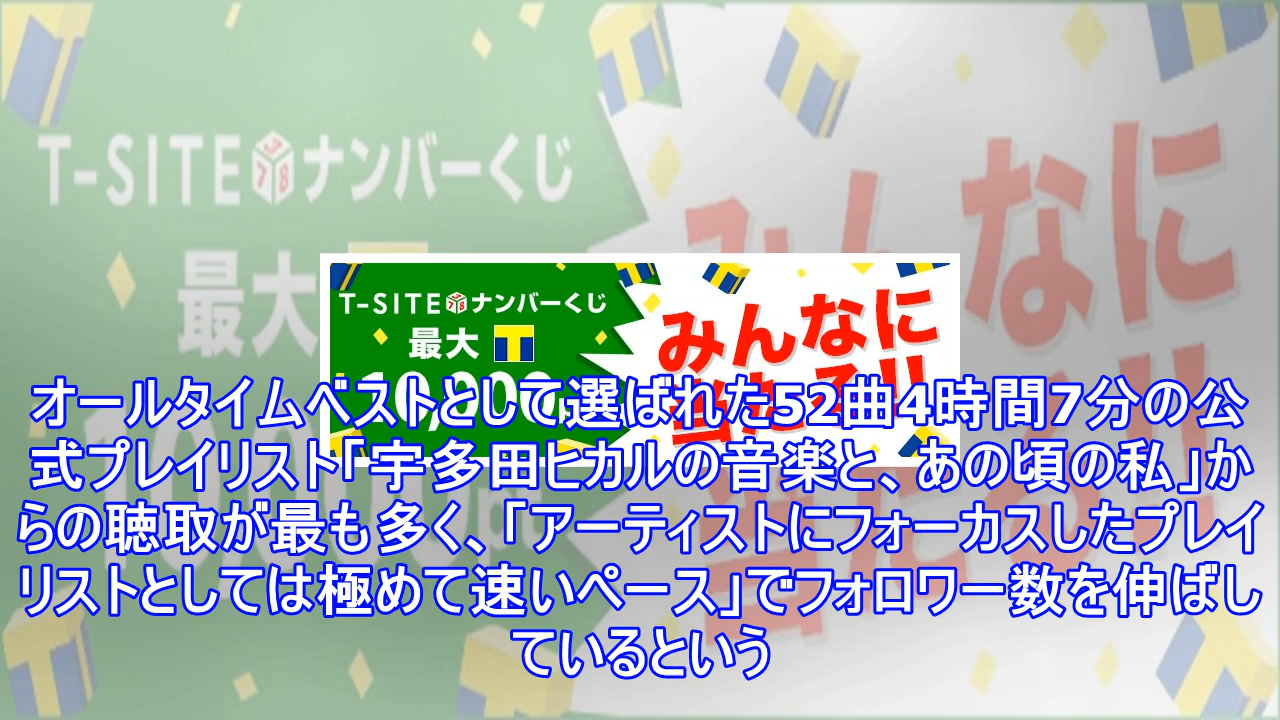 T-SITEナンバーくじ
最大
みんなに
T-SITEナンバーくじ
最大 T
みんなに
10,000
オールタイムベストとして選ばれた52曲4時間7分の公
式プレイリスト「宇多田ヒカルの音楽と、あの頃の私」か
らの聴取が最も多く、「アーティストにフォーカスしたプレイ
リストとしては極めて速いペース」でフォロワー数を伸ばし
ているという